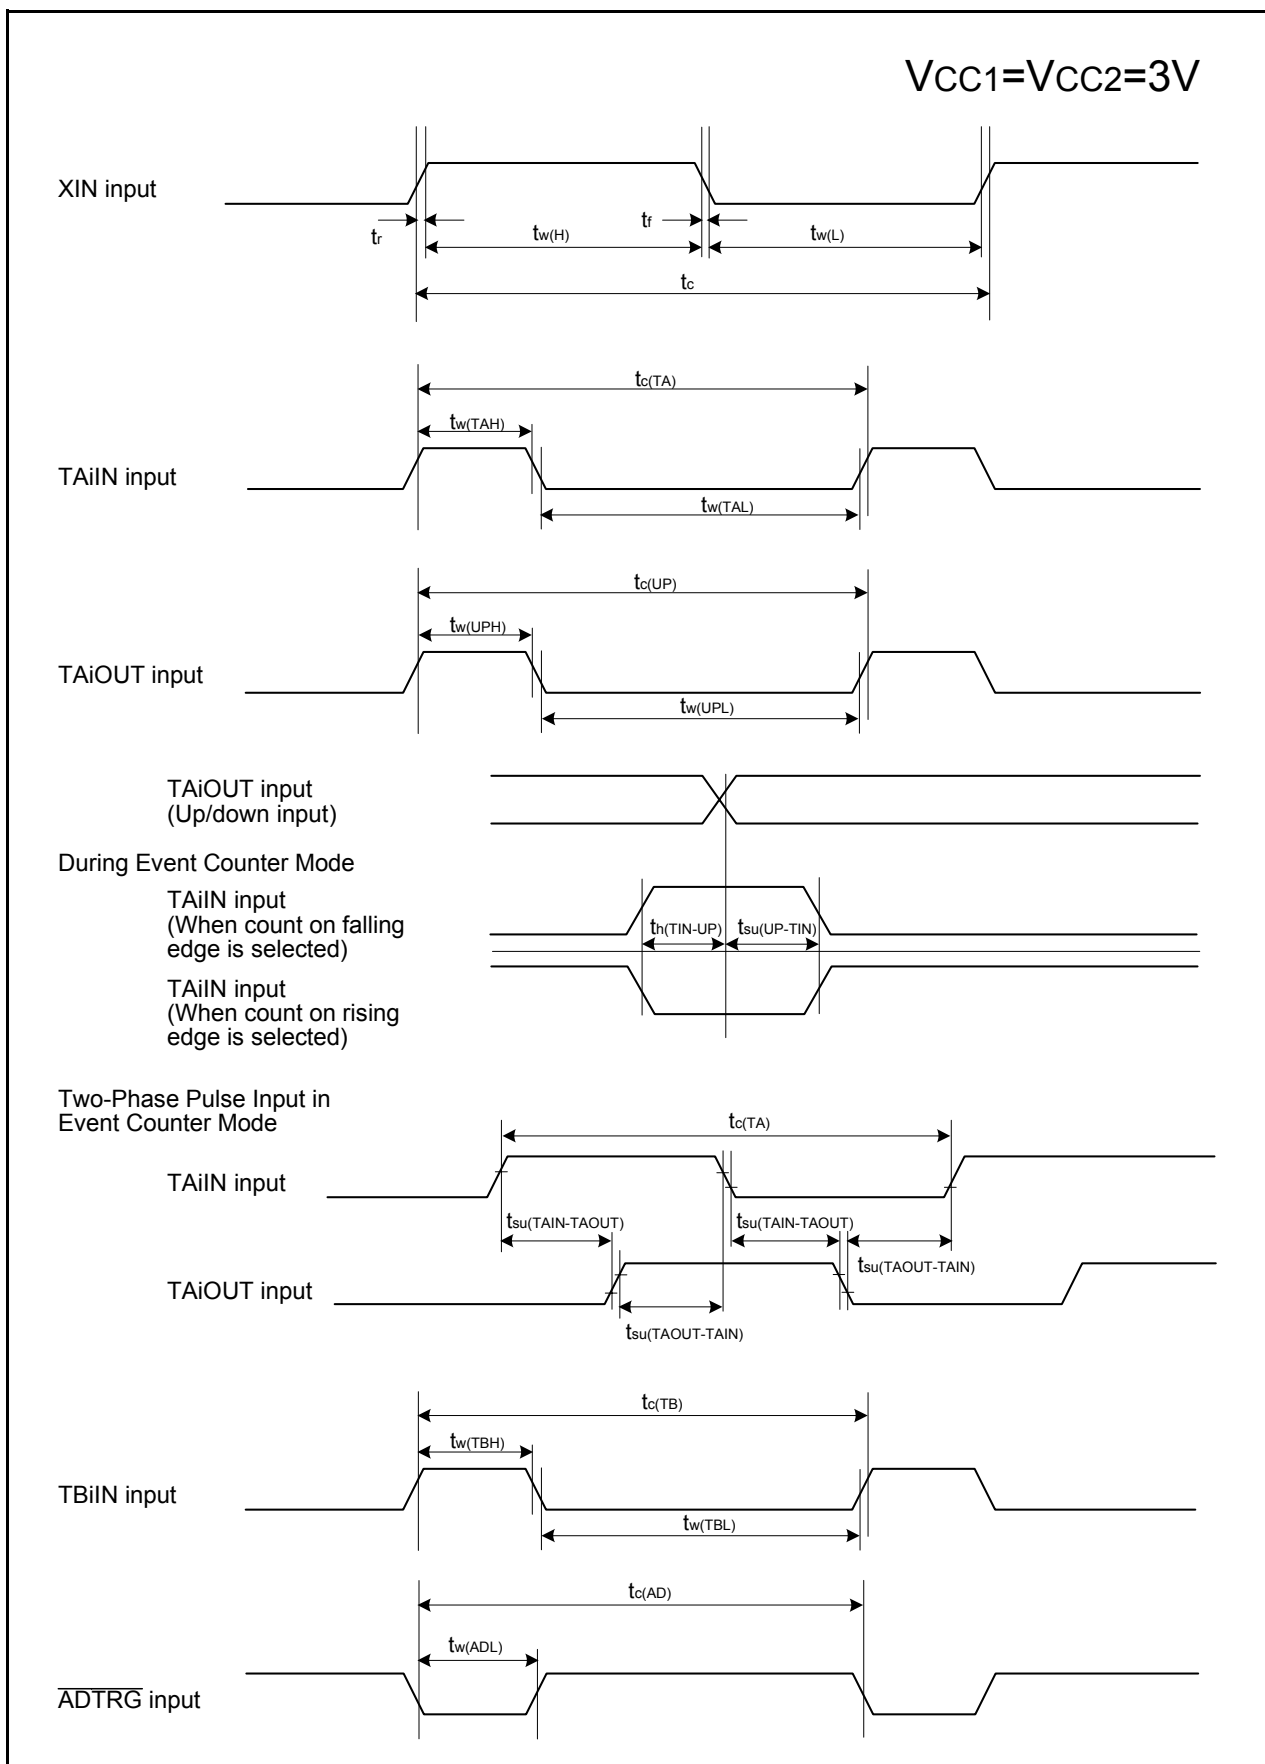 VCC1=VCC2=3V
XIN input
tr
tw(H)
tf
tw(L)
tc
tc(TA)
tw(TAH)
TAiIN input
tw(TAL)
tc(UP)
tw(UPH)
TAiOUT input
tw(UPL)
TAiOUT input
(Up/down input)
During Event Counter Mode
TAiIN input
(When count on falling
edge is selected)
th(TIN-UP)
tsu(UP-TIN)
TAiIN input
(When count on rising
edge is selected)
Two-Phase Pulse Input in
Event Counter Mode
tc(TA)
TAiIN input
tsu(TAIN-TAOUT)
tsu(TAIN-TAOUT)
tsu(TAOUT-TAIN)
TAiOUT input
tsu(TAOUT-TAIN)
tc(TB)
tw(TBH)
TBiIN input
tw(TBL)
tc(AD)
tw(ADL)
ADTRG input